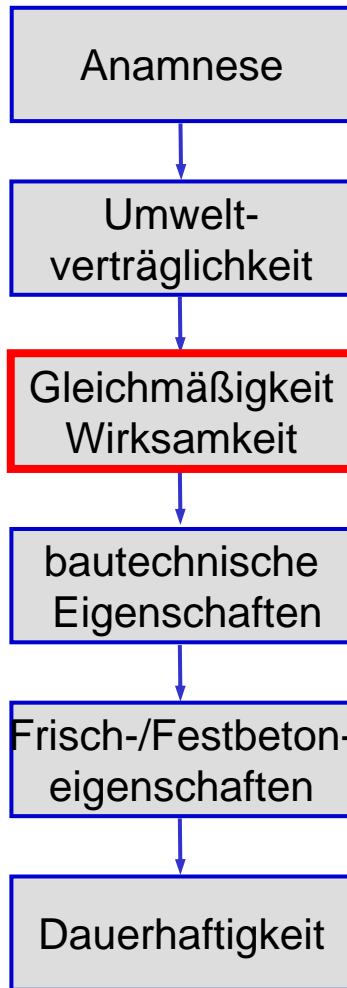 Anamnese
Umwelt-
verträglichkeit
Gleichmäßigkeit
Wirksamkeit
bautechnische
Eigenschaften
Frisch-/Festbeton-
eigenschaften
Dauerhaftigkeit